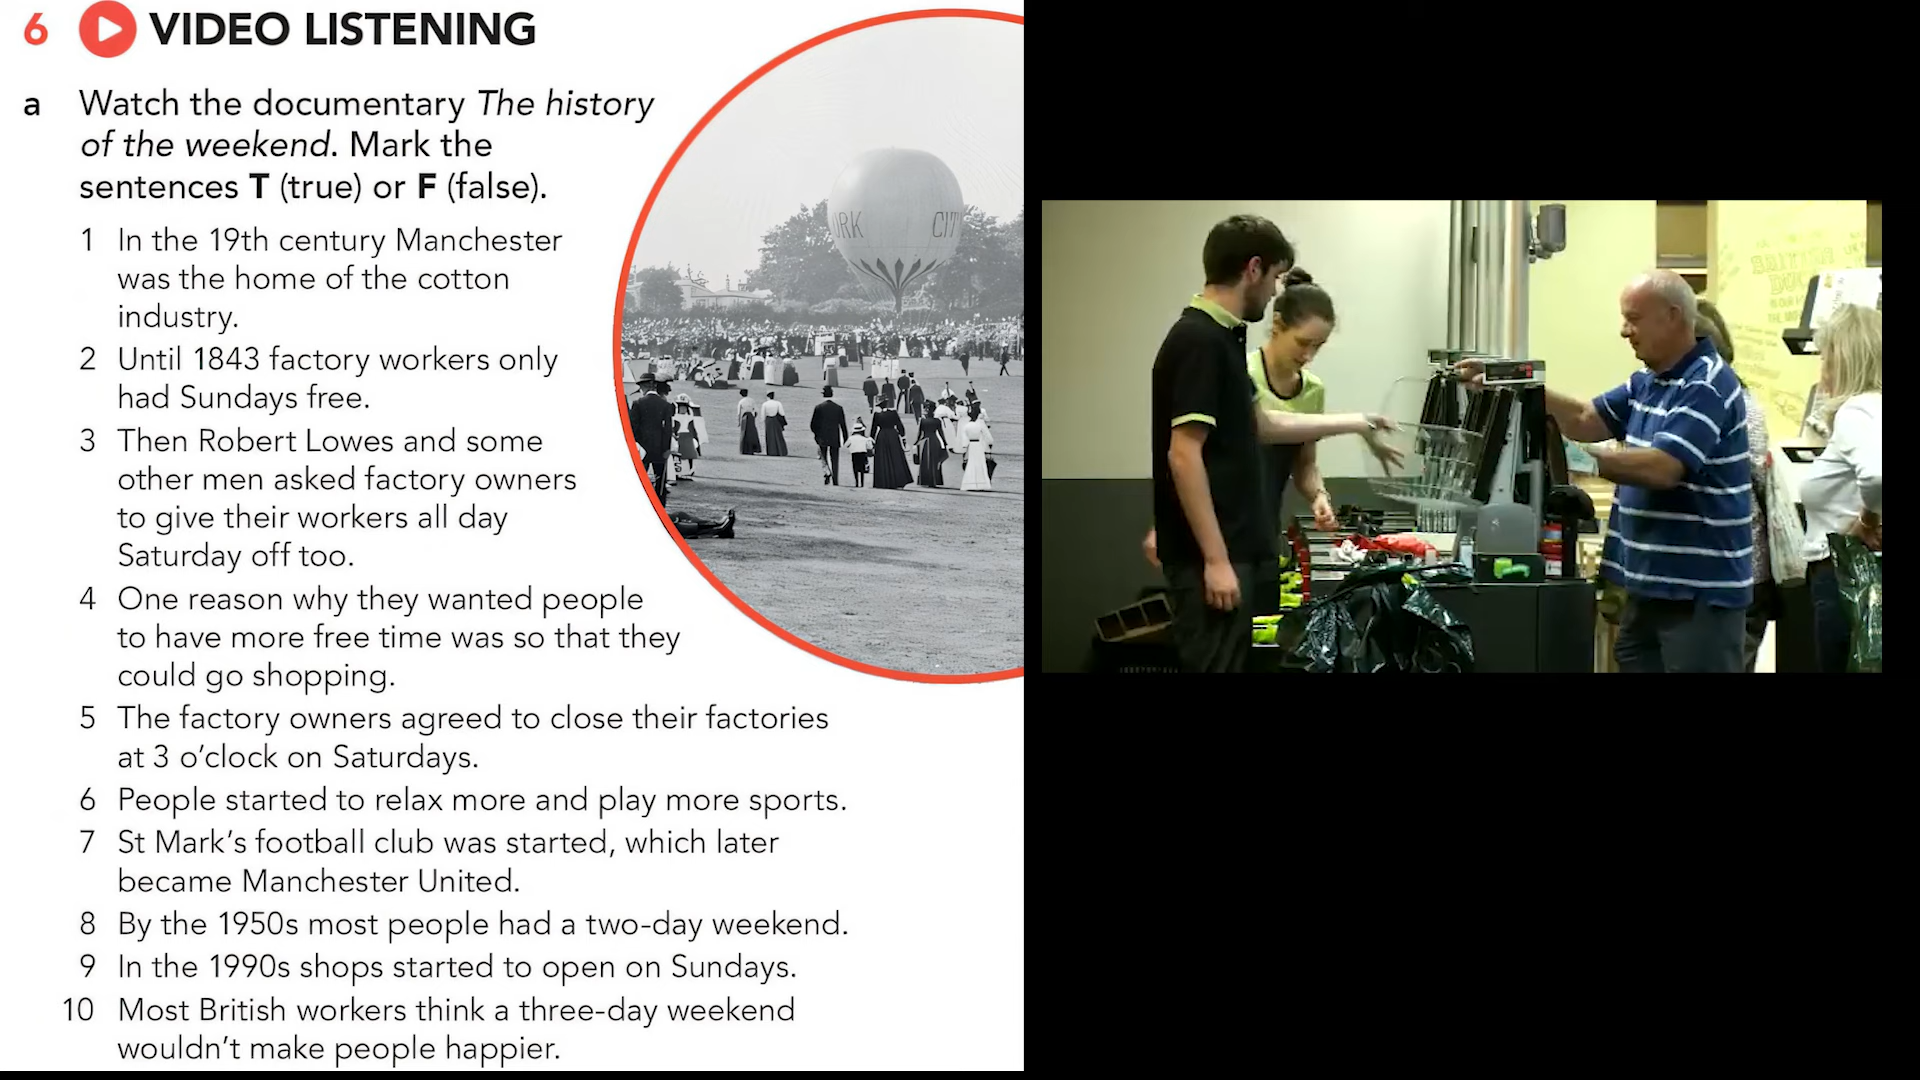 6 VIDEO LISTENING
a Watch the documentary The history
of the weekend. Mark the
sentences T (true) or F (false).
1 In the 19th century Manchester
was the home of the cotton
industry.
2 Until 1843 factory workers only
had Sundays free.
3 Then Robert Lowes and some
other men asked factory owners
to give their workers all day
Saturday off too.
4 One reason why they wanted people
to have more free time was so that they
could go shopping.
5 The factory owners agreed to close their factories
at 3 o’clock on Saturdays.
6 People started to relax more and play more sports.
7 St Mark’s football club was started, which later
became Manchester United.
8 By the 1950s most people had a two-day weekend.
9 In the 1990s shops started to open on Sundays.
10 Most British workers think a three-day weekend
wouldn’t make people happier.